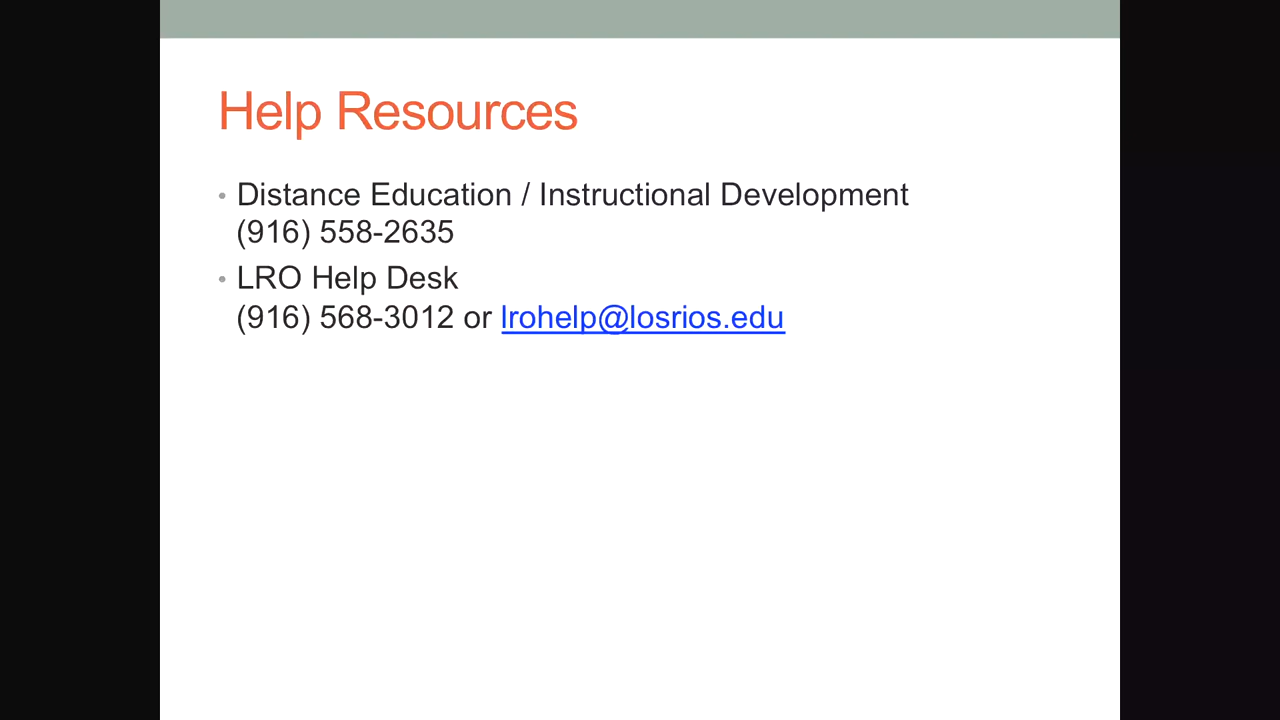 Help Resources
• Distance Education / Instructional Development
(916) 558-2635
• LRO Help Desk
(916) 568-3012 or lrohelp@losrios.edu